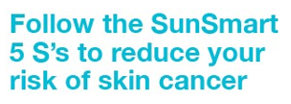 Follow the SunSmart
5 S's to reduce your
risk of skin cancer